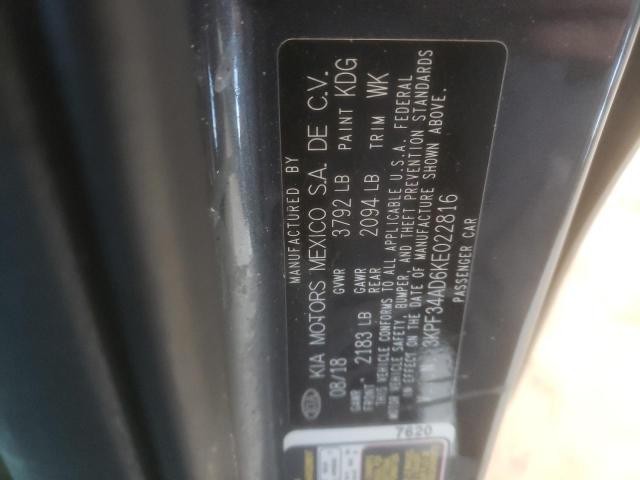 MANUFACTURED BY
KIA KIA MOTORS MEXICO S.A. DE C.V.
08/18 GVWR 3792 LB PAINT KDG
GAWR FRONT 2183 LB GAWR REAR 2094 LB TRIM WK
THIS VEHICLE CONFORMS TO ALL APPLICABLE U.S.A. FEDERAL
MOTOR VEHICLE SAFETY, BUMPER, AND THEFT PREVENTION STANDARDS
IN EFFECT ON THE DATE OF MANUFACTURE SHOWN ABOVE.
3KPF34AD6KE022816
PASSENGER CAR
7620